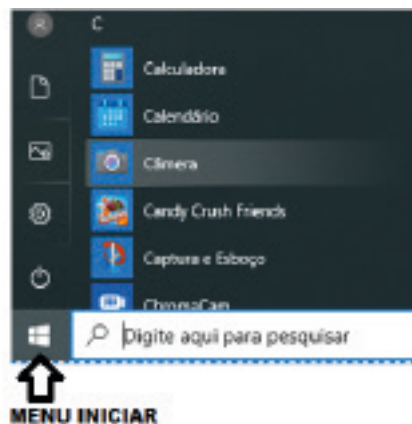 C
Calculadora
Calendário
Câmera
Candy Crush Friends
Captura e Esboço
ChromaCam
Digite aqui para pesquisar
MENU INICIAR